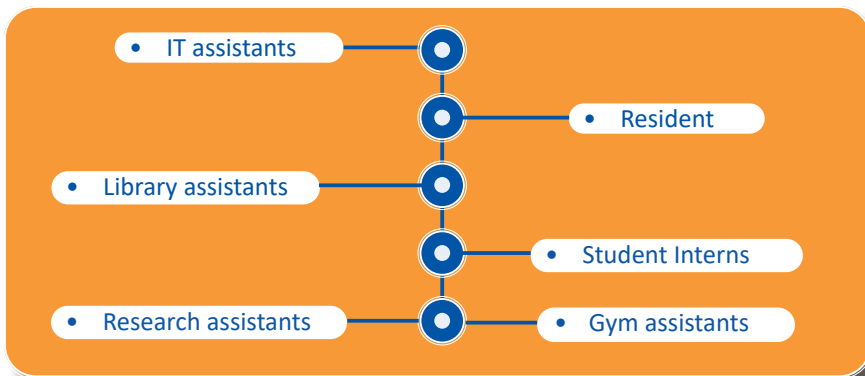 • IT assistants
• Resident
• Library assistants
• Student Interns
• Research assistants
• Gym assistants